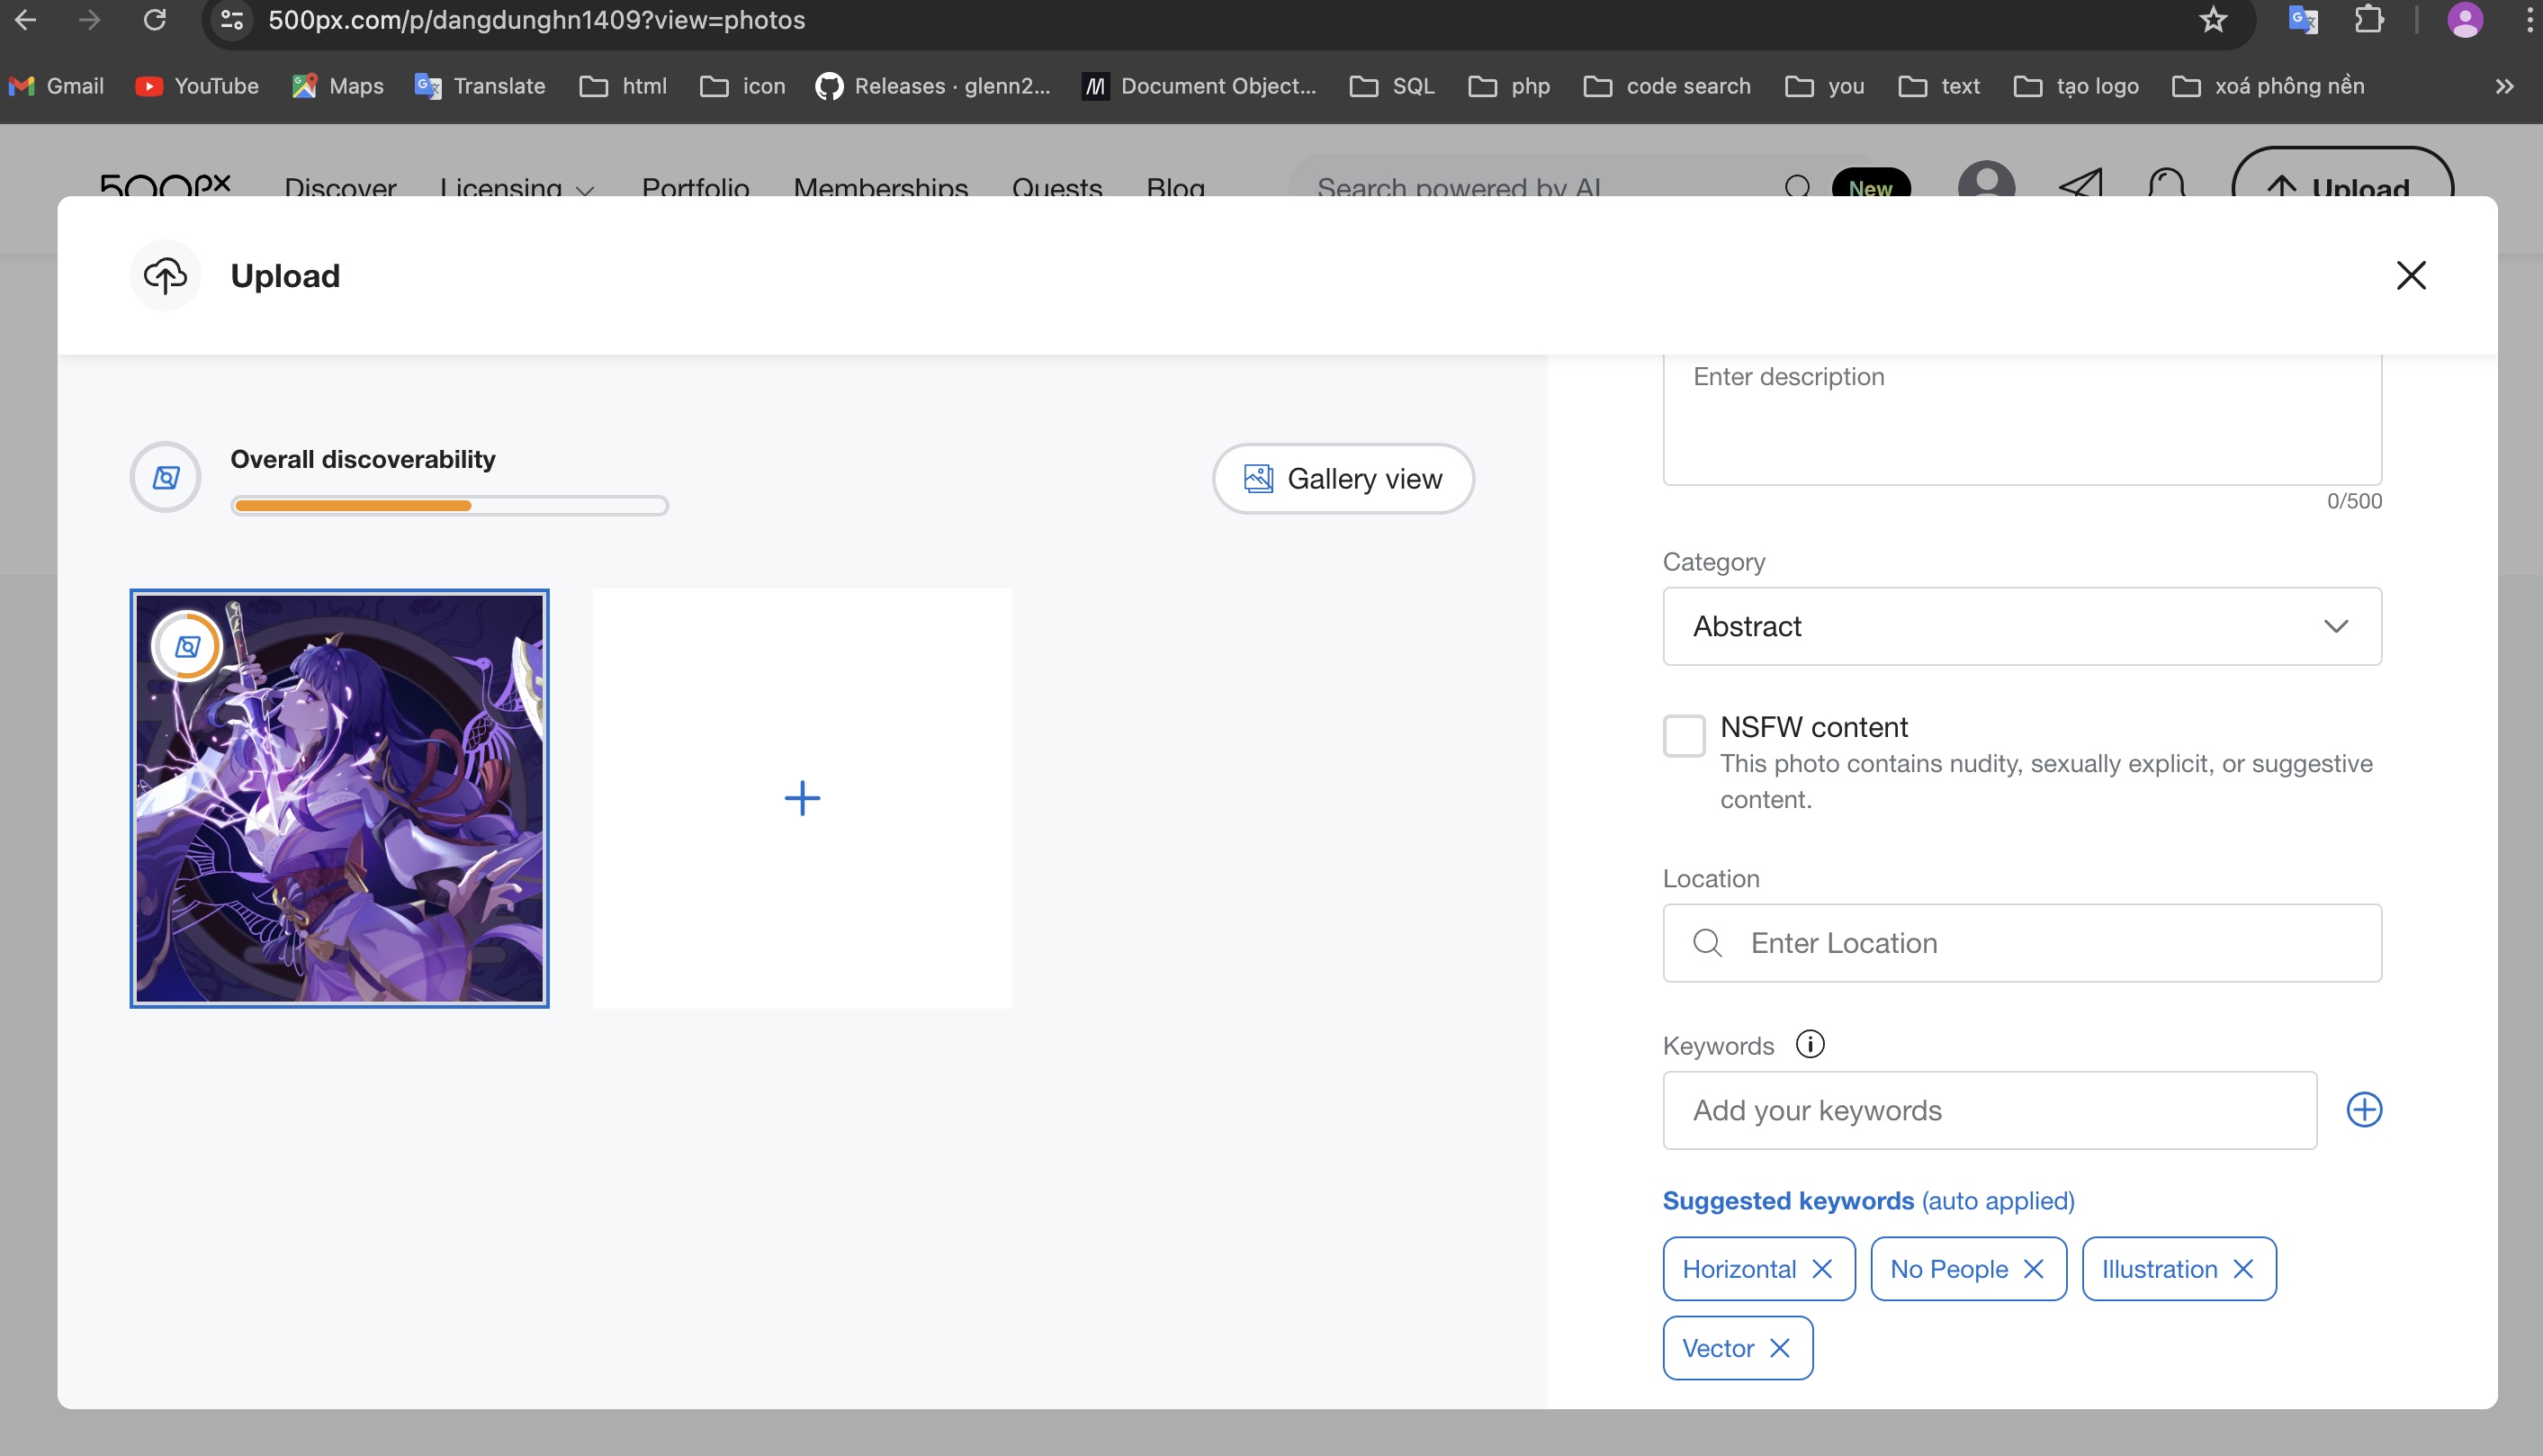 500px.com/p/dangdunghn1409?view=photos
Gmail YouTube Maps Translate html icon Releases · glenn2... Document Object... SQL php code search you text tạo logo xoá phông nền
500px Discover Licensing Portfolio Memberships Quests Blog Search powered by AI New Upload
Upload
Enter description
0/500
Overall discoverability
Gallery view
Category
Abstract
NSFW content
This photo contains nudity, sexually explicit, or suggestive
content.
Location
Enter Location
Keywords
Add your keywords
Suggested keywords (auto applied)
Horizontal No People Illustration
Vector